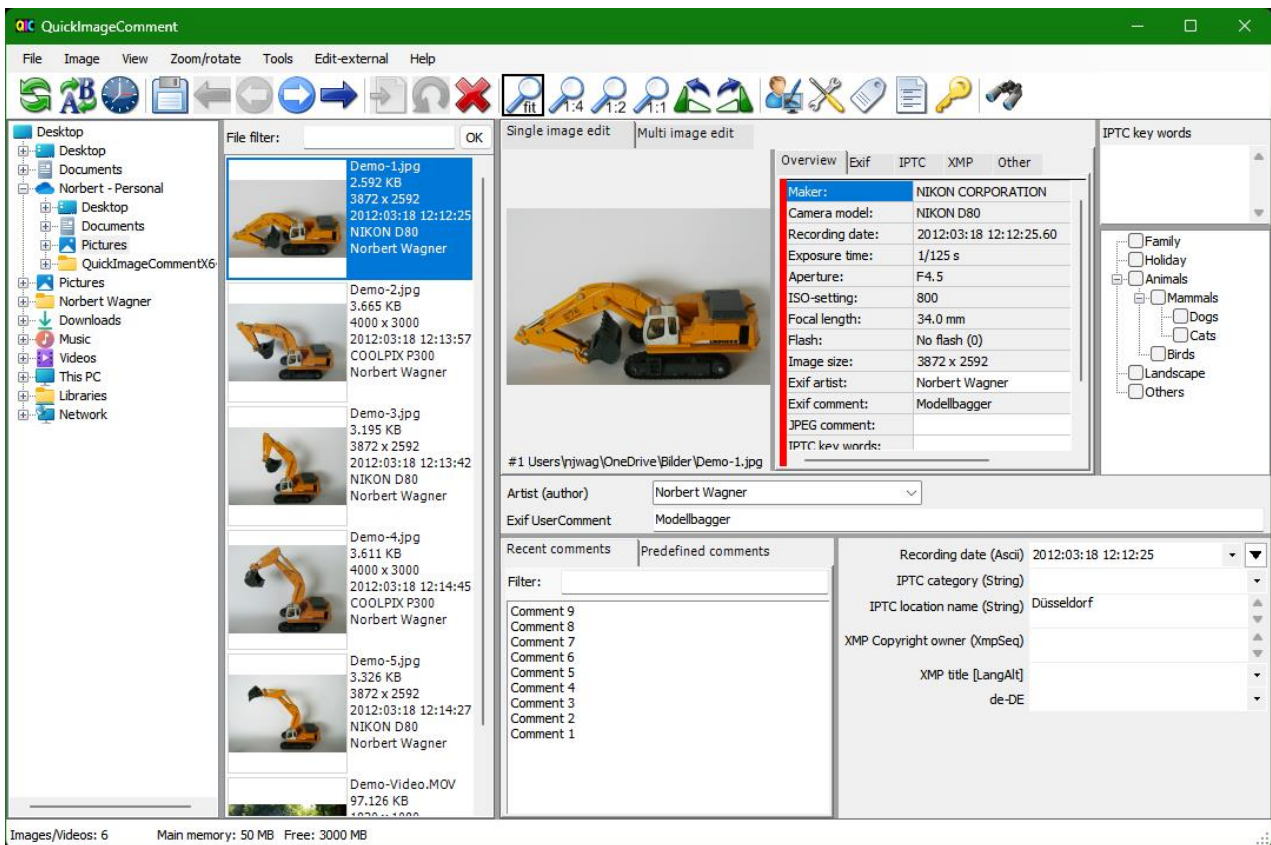 QIC QuickImageComment
File Image View Zoom/rotate Tools Edit-external Help
fit 1:4 1:2 1:1
Desktop
Desktop
Documents
Norbert - Personal
Desktop
Documents
Pictures
QuickImageCommentX6
Pictures
Norbert Wagner
Downloads
Music
Videos
This PC
Libraries
Network
File filter: OK
Demo-1.jpg
2.592 KB
3872 x 2592
2012:03:18 12:12:25
NIKON D80
Norbert Wagner
Demo-2.jpg
3.665 KB
4000 x 3000
2012:03:18 12:13:57
COOLPIX P300
Norbert Wagner
Demo-3.jpg
3.195 KB
3872 x 2592
2012:03:18 12:13:42
NIKON D80
Norbert Wagner
Demo-4.jpg
3.611 KB
4000 x 3000
2012:03:18 12:14:45
COOLPIX P300
Norbert Wagner
Demo-5.jpg
3.326 KB
3872 x 2592
2012:03:18 12:14:27
NIKON D80
Norbert Wagner
Demo-Video.MOV
97.126 KB
Single image edit Multi image edit
#1 Users\njwag\OneDrive\Bilder\Demo-1.jpg
Overview Exif IPTC XMP Other
Maker: NIKON CORPORATION
Camera model: NIKON D80
Recording date: 2012:03:18 12:12:25.60
Exposure time: 1/125 s
Aperture: F4.5
ISO-setting: 800
Focal length: 34.0 mm
Flash: No flash (0)
Image size: 3872 x 2592
Exif artist: Norbert Wagner
Exif comment: Modellbagger
JPEG comment:
IPTC key words:
IPTC key words
Family
Holiday
Animals
Mammals
Dogs
Cats
Birds
Landscape
Others
Artist (author) Norbert Wagner
Exif UserComment Modellbagger
Recent comments Predefined comments
Filter:
Comment 9
Comment 8
Comment 7
Comment 6
Comment 5
Comment 4
Comment 3
Comment 2
Comment 1
Recording date (Ascii) 2012:03:18 12:12:25
IPTC category (String)
IPTC location name (String) Düsseldorf
XMP Copyright owner (XmpSeq)
XMP title [LangAlt]
de-DE
Images/Videos: 6 Main memory: 50 MB Free: 3000 MB